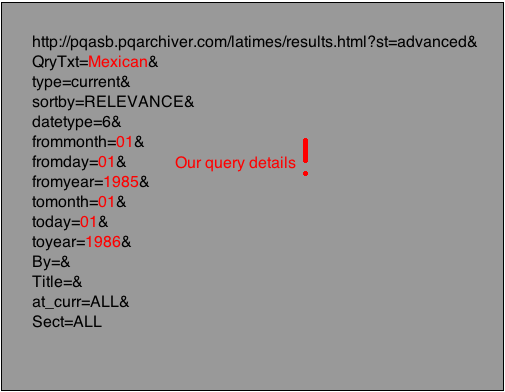 http://pqasb.pqarchiver.com/latimes/results.html?st=advanced&
QryTxt=Mexican&
type=current&
sortby=RELEVANCE&
datetype=6&
frommonth=01&
fromday=01&
Our query details !
fromyear=1985&
tomonth=01&
today=01&
toyear=1986&
By=&
Title=&
at_curr=ALL&
Sect=ALL